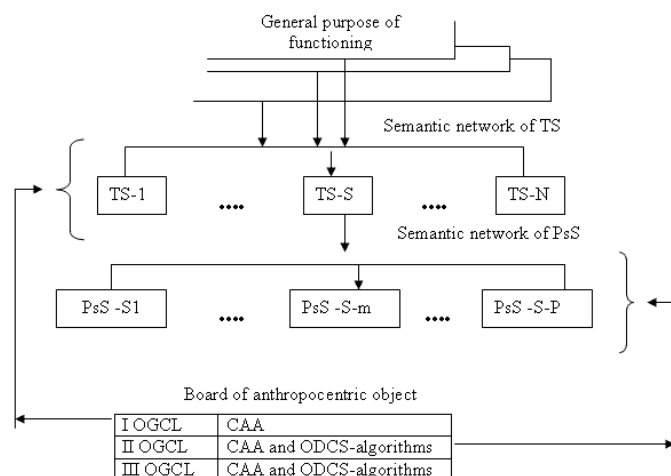 General purpose of
functioning
Semantic network of TS
TS-1 .... TS-S .... TS-N
Semantic network of PsS
PsS -S1 .... PsS -S-m .... PsS -S-P
Board of anthropocentric object
I OGCL CAA
II OGCL CAA and ODCS-algorithms
III OGCL CAA and ODCS-algorithms